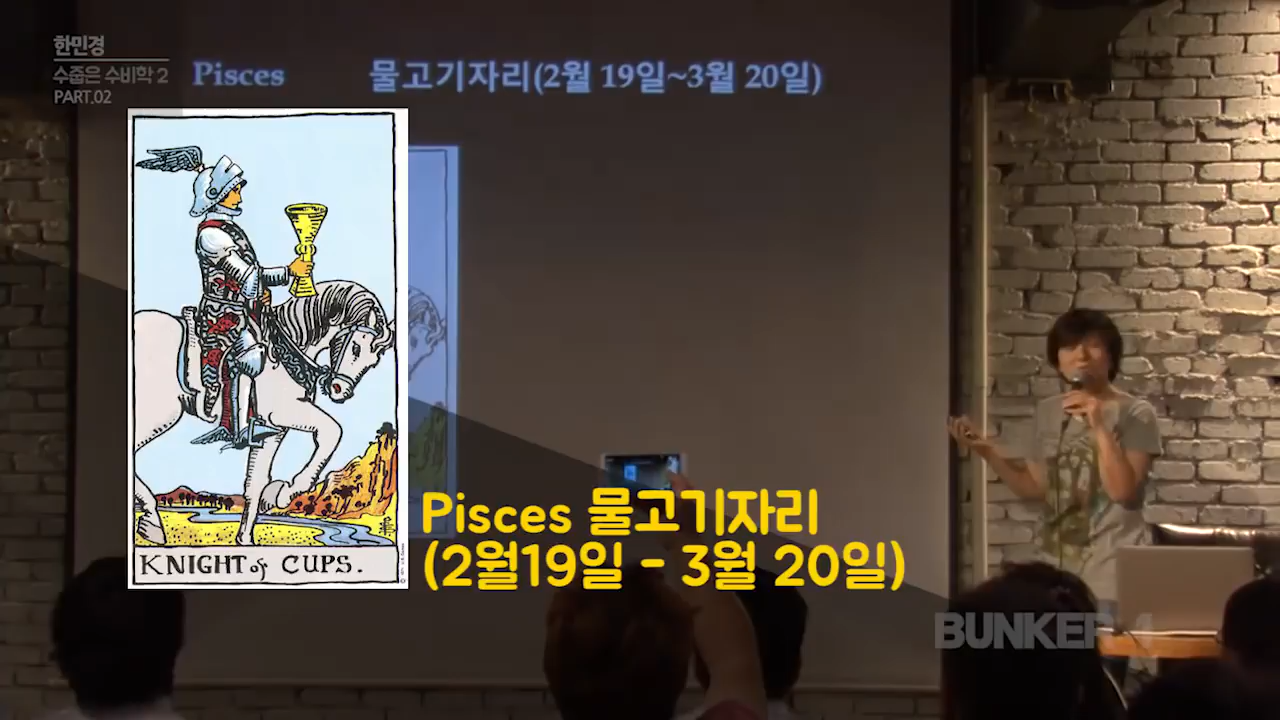 한민경
수줍은 수비학 2
PART.02
Pisces 물고기자리(2월 19일~3월 20일)
KNIGHT of CUPS.
Pisces 물고기자리
(2월19일 - 3월 20일)
BUNKER 1